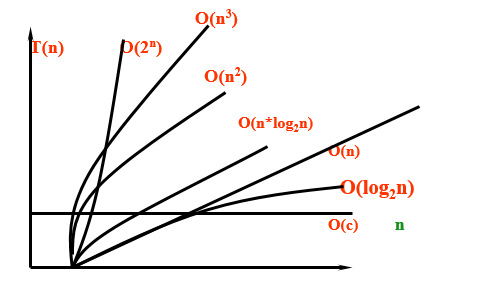 O(n³)
T(n) O(2ⁿ)
O(n²)
O(n*log₂n)
O(n)
O(log₂n)
O(c) n